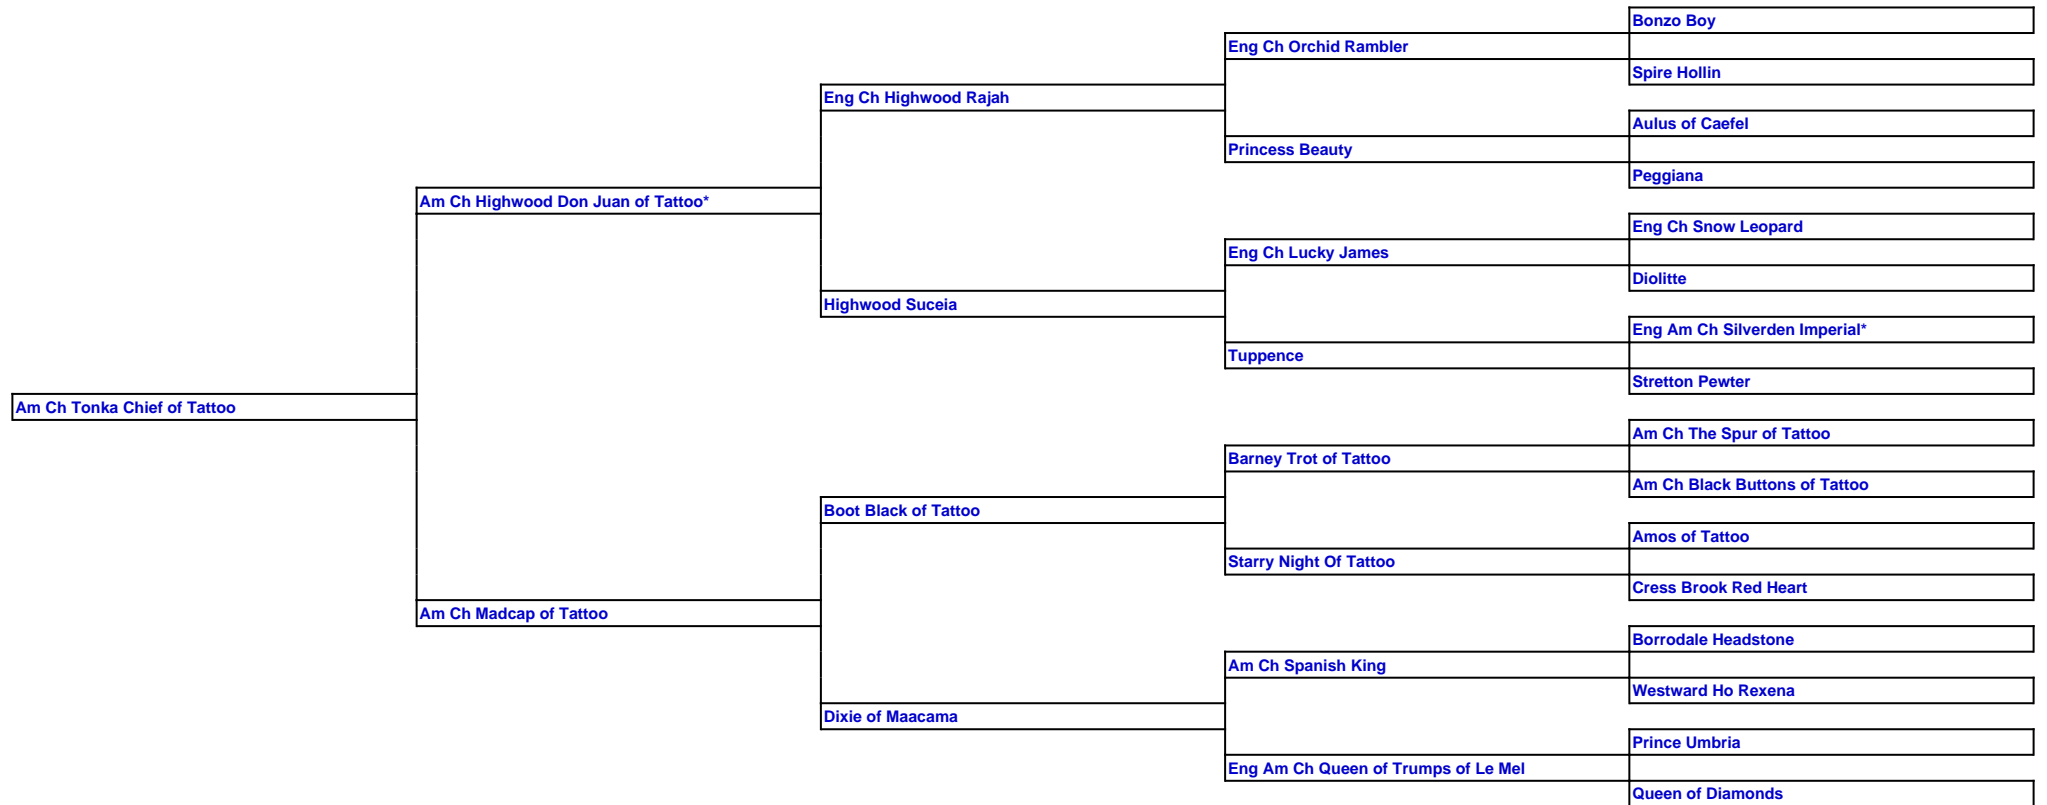 Bonzo Boy
Eng Ch Orchid Rambler
Spire Hollin
Eng Ch Highwood Rajah
Aulus of Caefel
Princess Beauty
Peggiana
Am Ch Highwood Don Juan of Tattoo*
Eng Ch Snow Leopard
Eng Ch Lucky James
Diolitte
Highwood Suceia
Eng Am Ch Silverden Imperial*
Tuppence
Stretton Pewter
Am Ch Tonka Chief of Tattoo
Am Ch The Spur of Tattoo
Barney Trot of Tattoo
Am Ch Black Buttons of Tattoo
Boot Black of Tattoo
Amos of Tattoo
Starry Night Of Tattoo
Cress Brook Red Heart
Am Ch Madcap of Tattoo
Borrodale Headstone
Am Ch Spanish King
Westward Ho Rexena
Dixie of Maacama
Prince Umbria
Eng Am Ch Queen of Trumps of Le Mel
Queen of Diamonds